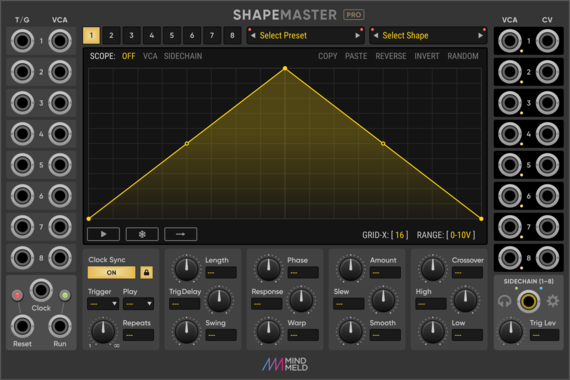 SHAPEMASTER PRO
T/G VCA
1 2 3 4 5 6 7 8
Select Preset
Select Shape
VCA CV
SCOPE: OFF VCA SIDECHAIN
COPY PASTE REVERSE INVERT RANDOM
1
2
3
4
5
6
7
8
1
2
3
4
5
6
7
8
GRID-X: [ 16 ] RANGE: [ 0-10V ]
Clock Sync
ON
Trigger Play
--- ---
Repeats
---
1 ∞
Length
---
TrigDelay
---
Swing
---
Phase
---
Response
---
Warp
---
Amount
---
Slew
---
Smooth
---
Crossover
---
High
---
Low
---
Clock
Reset Run
SIDECHAIN (1-8)
Trig Lev
---
MIND
MELD